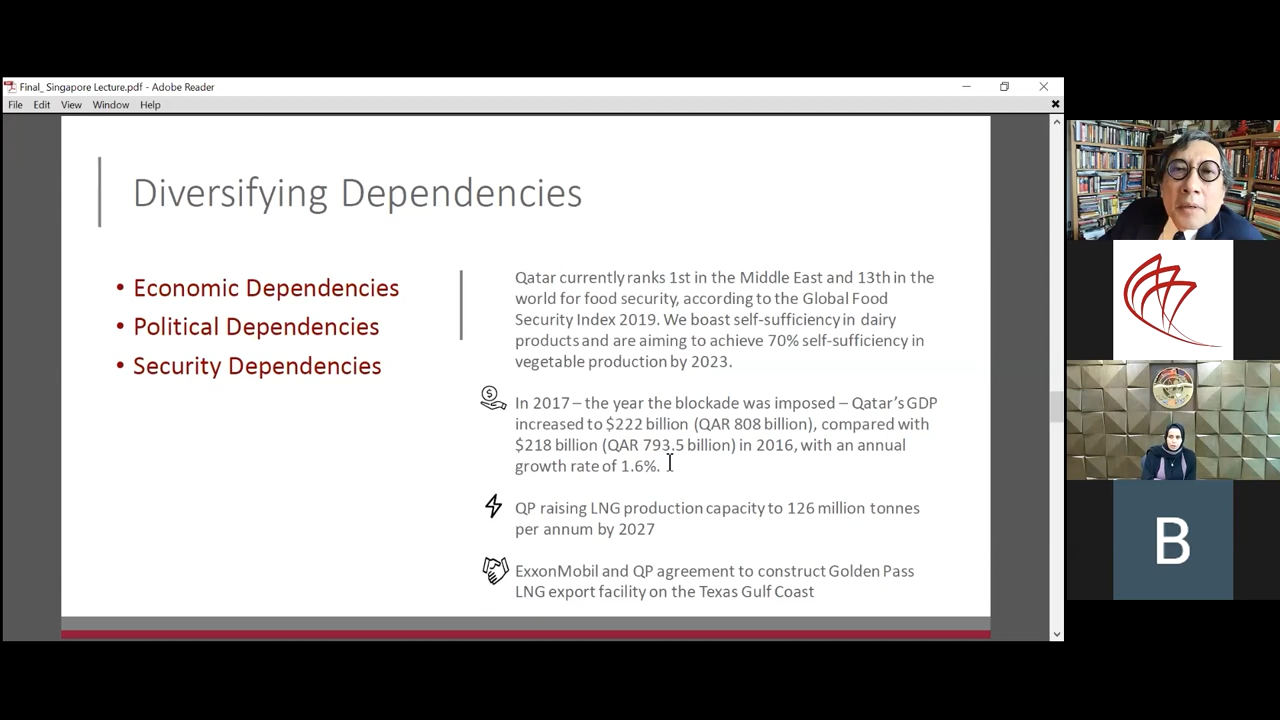 Final_ Singapore Lecture.pdf - Adobe Reader
File Edit View Window Help
Diversifying Dependencies
• Economic Dependencies
• Political Dependencies
• Security Dependencies
Qatar currently ranks 1st in the Middle East and 13th in the
world for food security, according to the Global Food
Security Index 2019. We boast self-sufficiency in dairy
products and are aiming to achieve 70% self-sufficiency in
vegetable production by 2023.
In 2017 – the year the blockade was imposed – Qatar’s GDP
increased to $222 billion (QAR 808 billion), compared with
$218 billion (QAR 793.5 billion) in 2016, with an annual
growth rate of 1.6%.
QP raising LNG production capacity to 126 million tonnes
per annum by 2027
ExxonMobil and QP agreement to construct Golden Pass
LNG export facility on the Texas Gulf Coast
B